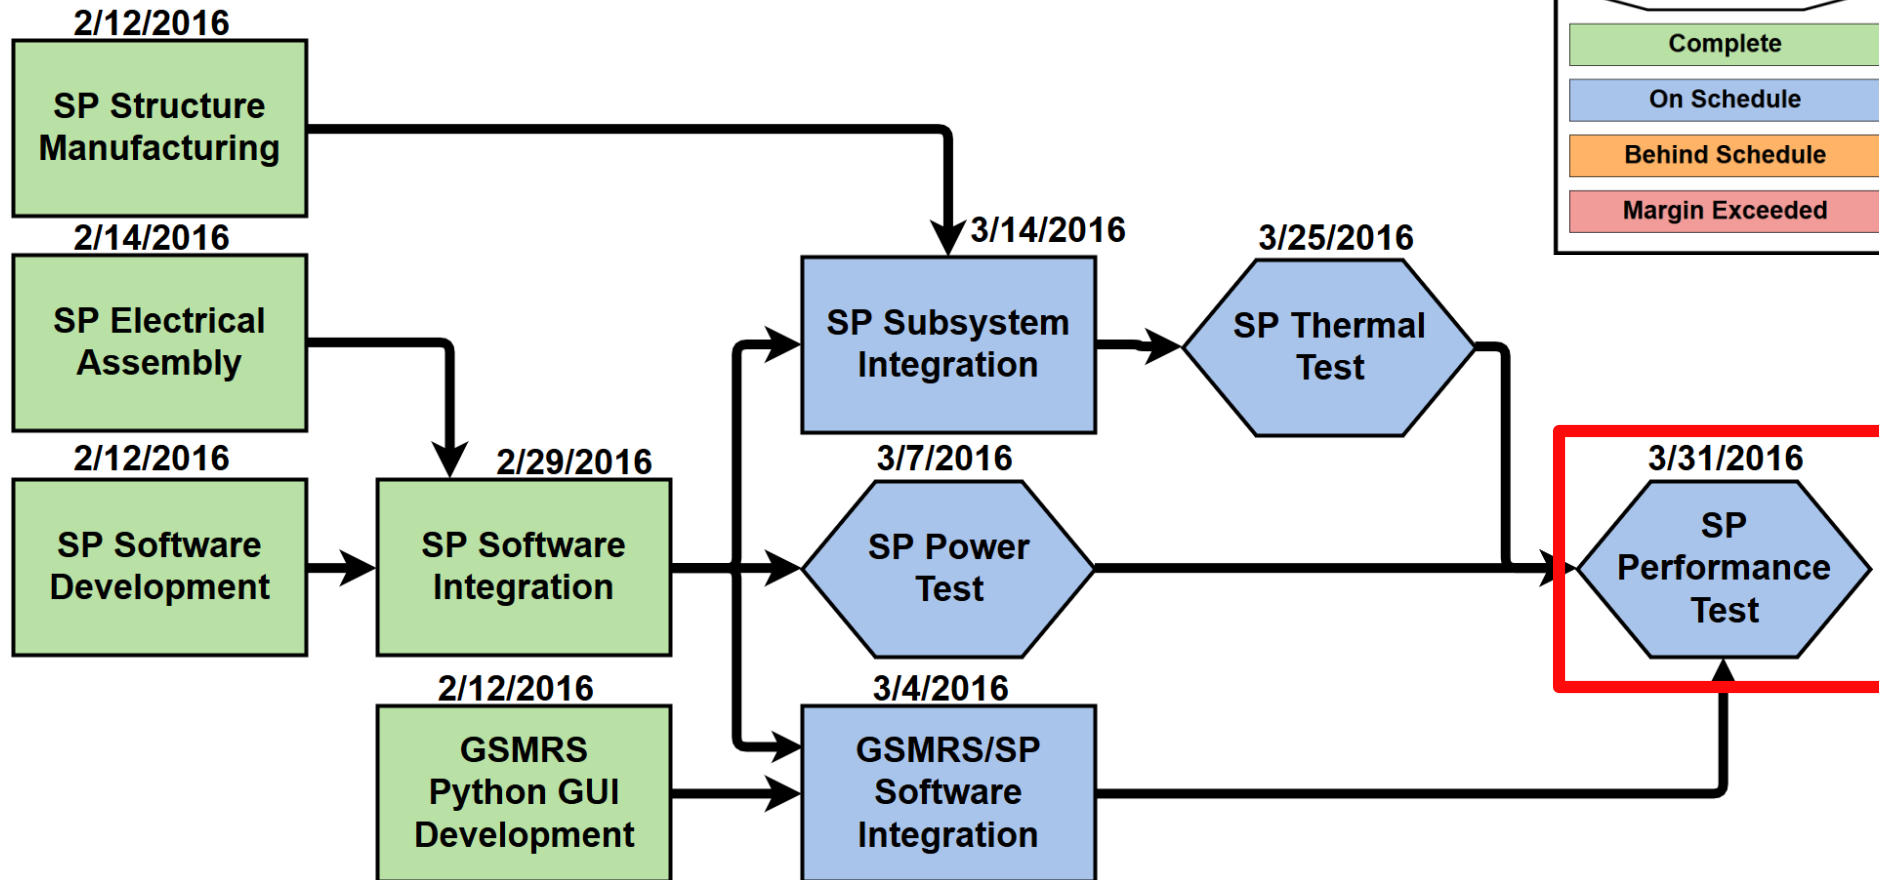 2/12/2016
SP Structure
Manufacturing
2/14/2016
SP Electrical
Assembly
2/12/2016
SP Software
Development
2/29/2016
SP Software
Integration
2/12/2016
GSMRS
Python GUI
Development
3/14/2016
SP Subsystem
Integration
3/7/2016
SP Power
Test
3/4/2016
GSMRS/SP
Software
Integration
3/25/2016
SP Thermal
Test
3/31/2016
SP
Performance
Test
Complete
On Schedule
Behind Schedule
Margin Exceeded